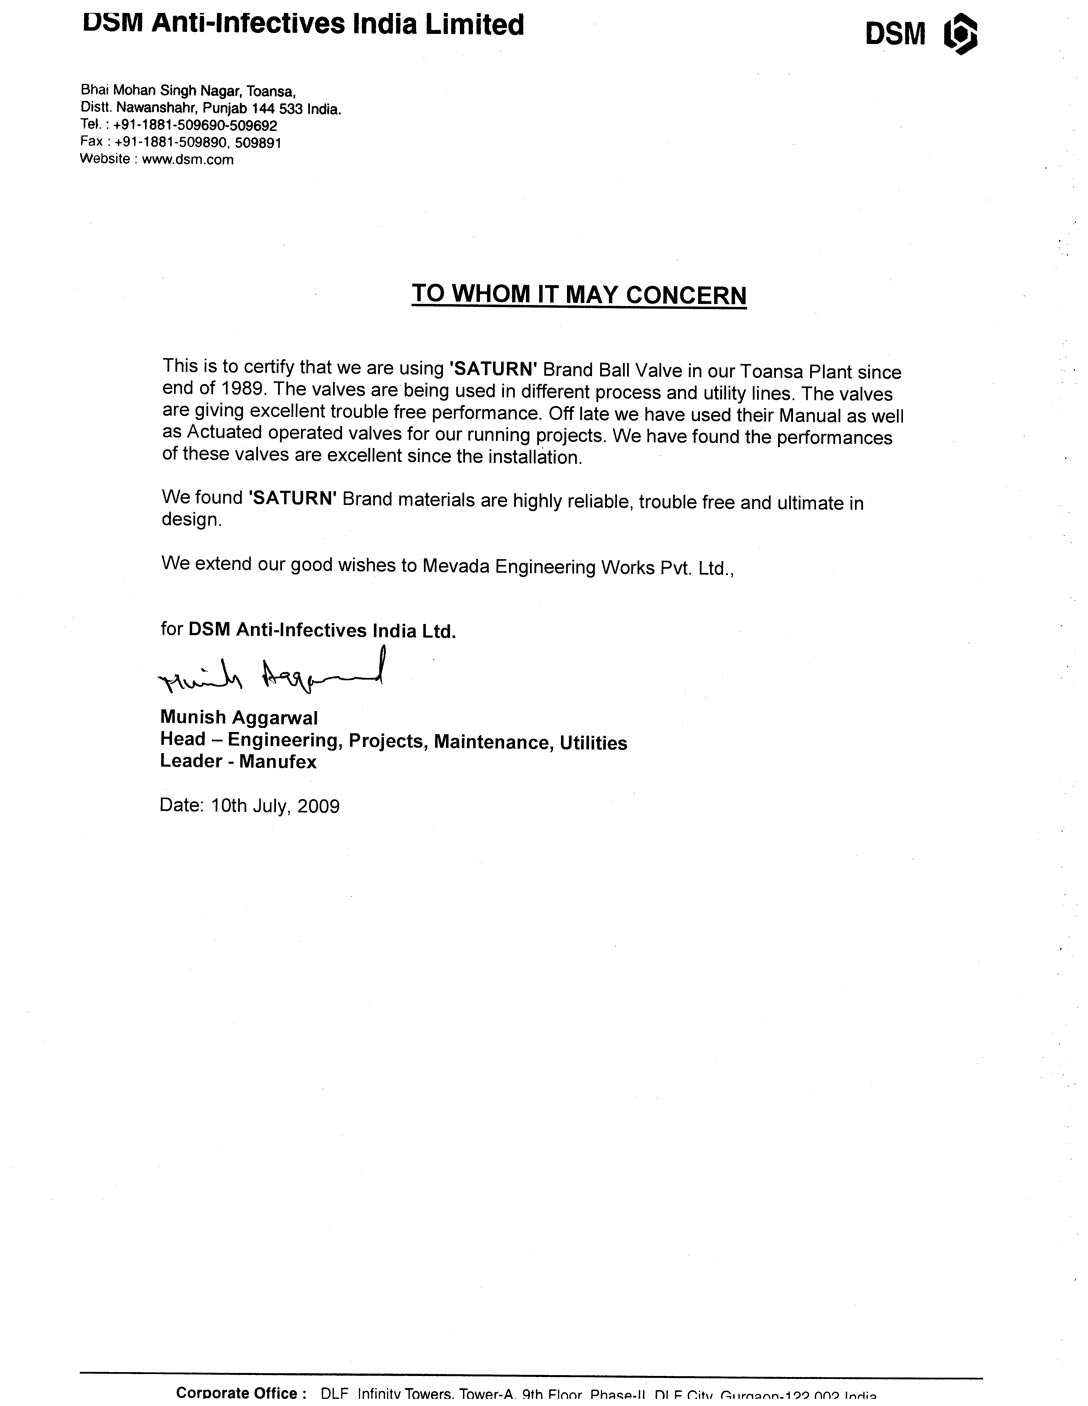 DSM Anti-Infectives India Limited
DSM
Bhai Mohan Singh Nagar, Toansa,
Distt. Nawanshahr, Punjab 144 533 India.
Tel. : +91-1881-509690-509692
Fax : +91-1881-509890, 509891
Website : www.dsm.com
TO WHOM IT MAY CONCERN
This is to certify that we are using 'SATURN' Brand Ball Valve in our Toansa Plant since
end of 1989. The valves are being used in different process and utility lines. The valves
are giving excellent trouble free performance. Off late we have used their Manual as well
as Actuated operated valves for our running projects. We have found the performances
of these valves are excellent since the installation.
We found 'SATURN' Brand materials are highly reliable, trouble free and ultimate in
design.
We extend our good wishes to Mevada Engineering Works Pvt. Ltd.,
for DSM Anti-Infectives India Ltd.
Munish Aggarwal
Munish Aggarwal
Head – Engineering, Projects, Maintenance, Utilities
Leader - Manufex
Date: 10th July, 2009
Corporate Office : DLF Infinity Towers, Tower-A, 9th Floor, Phase-II, DLF City, Gurgaon-122 002 India